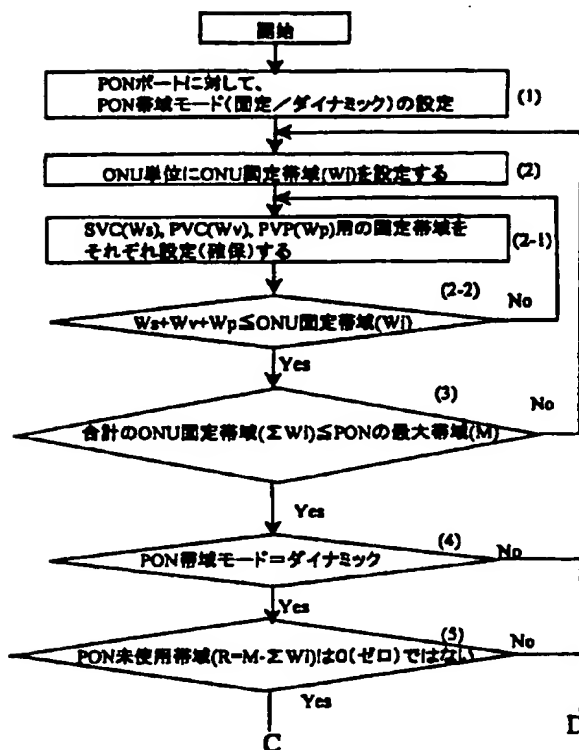 開始
PONポートに対して、
PON帯域モード(固定/ダイナミック)の設定
(1)
ONU単位にONU固定帯域(Wi)を設定する
(2)
SVC(Ws), PVC(Wv), PVP(Wp)用の固定帯域を
それぞれ設定(確保)する
(2-1)
(2-2)
No
Ws+Wv+Wp≦ONU固定帯域(Wi)
Yes
(3)
No
合計のONU固定帯域(ΣWi)≦PONの最大帯域(M)
Yes
(4)
No
PON帯域モード=ダイナミック
Yes
(5)
No
PON未使用帯域(R=M-ΣWi)は0(ゼロ)ではない
Yes
C
D